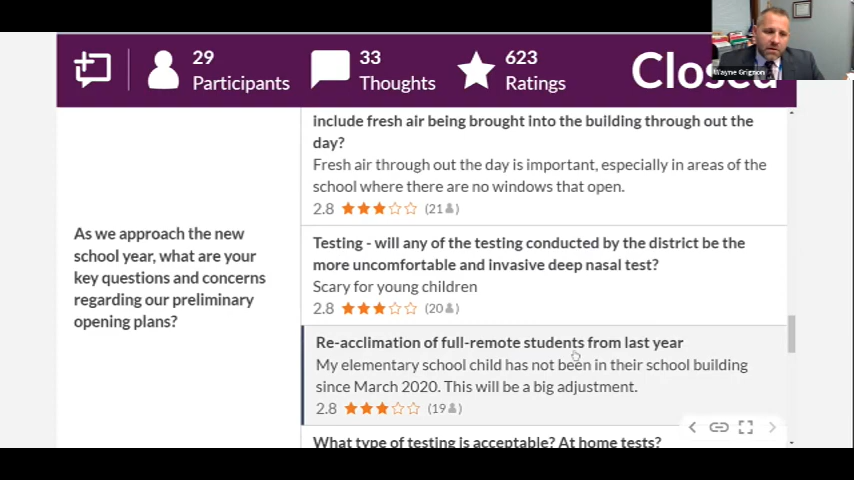 29
Participants
33
Thoughts
623
Ratings
Closed
Wayne Grignon
As we approach the new
school year, what are your
key questions and concerns
regarding our preliminary
opening plans?
include fresh air being brought into the building through out the
day?
Fresh air through out the day is important, especially in areas of the
school where there are no windows that open.
2.8 (21)
Testing - will any of the testing conducted by the district be the
more uncomfortable and invasive deep nasal test?
Scary for young children
2.8 (20)
Re-acclimation of full-remote students from last year
My elementary school child has not been in their school building
since March 2020. This will be a big adjustment.
2.8 (19)
What type of testing is acceptable? At home tests?